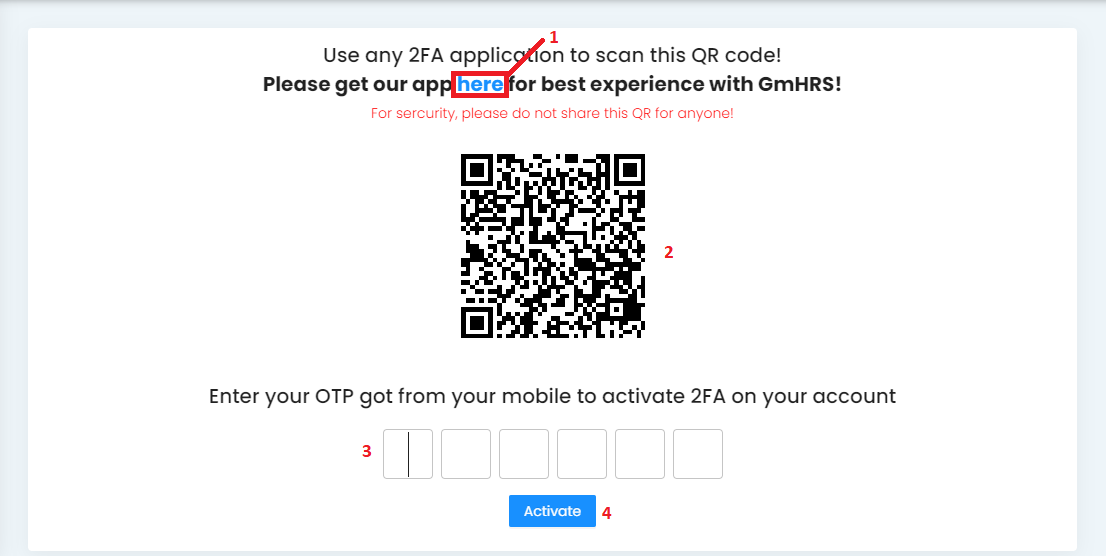 1
Use any 2FA application to scan this QR code!
Please get our app here for best experience with GmHRS!
For sercurity, please do not share this QR for anyone!
2
Enter your OTP got from your mobile to activate 2FA on your account
3
Activate 4